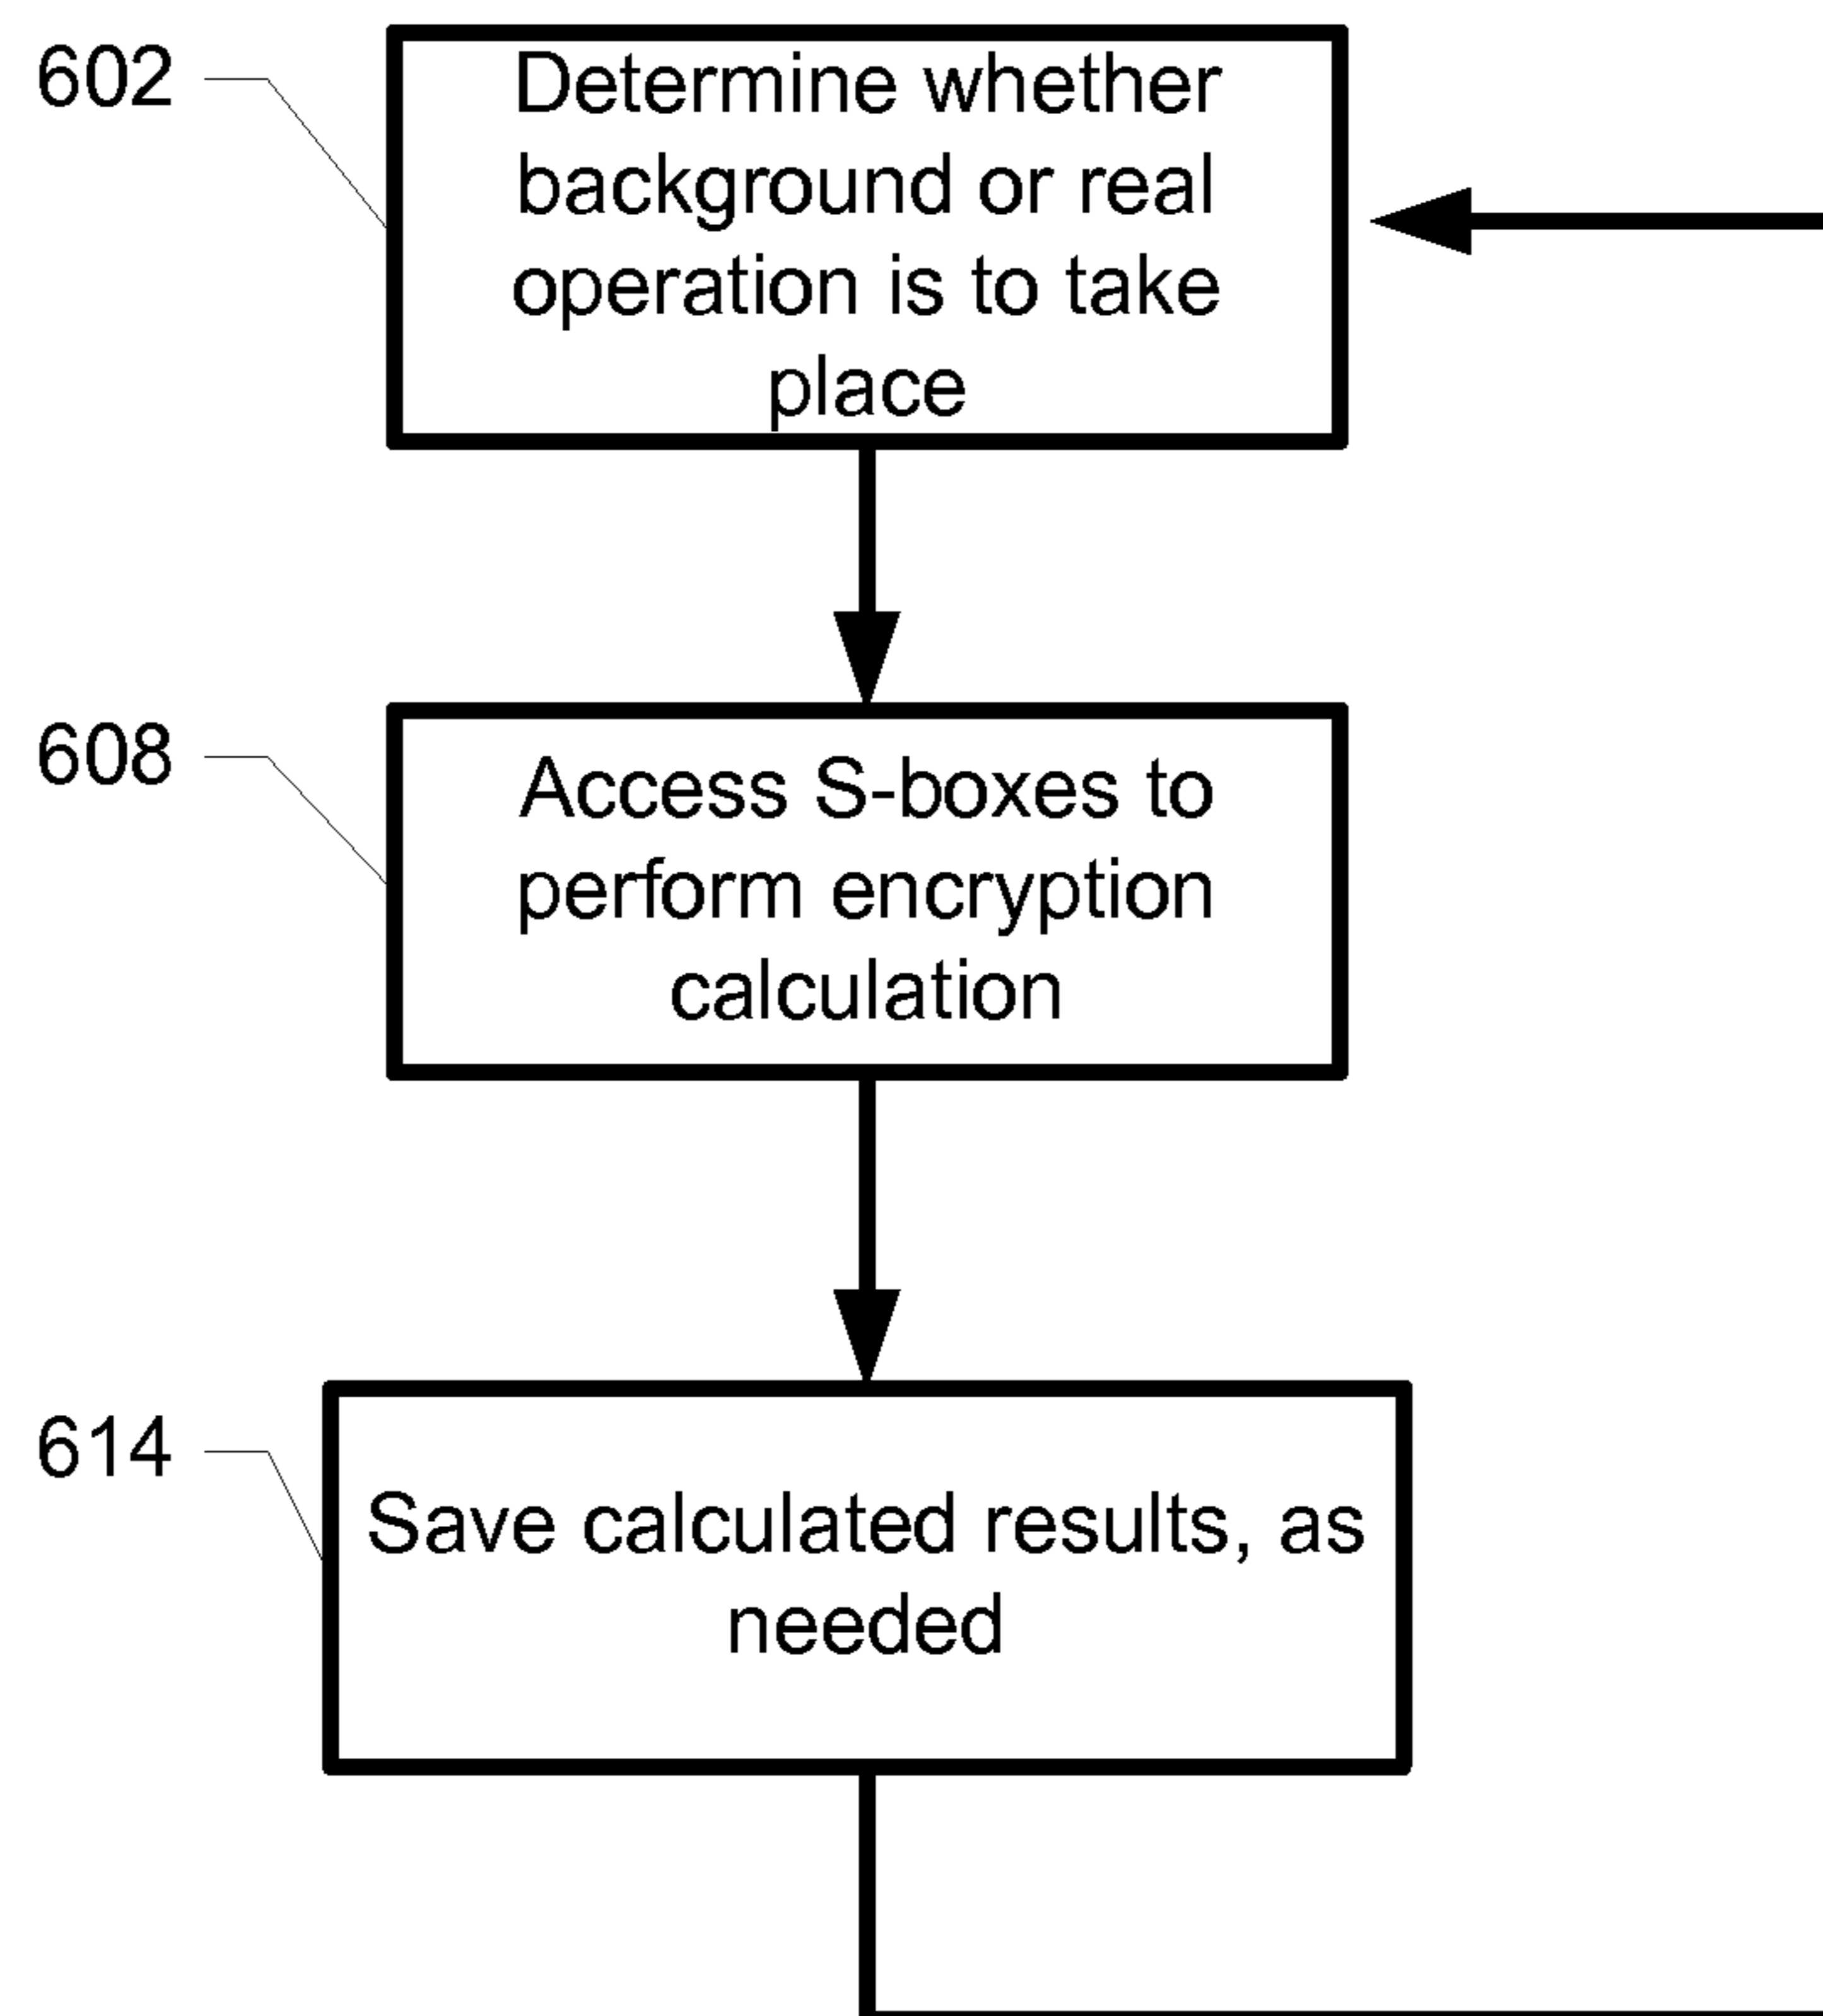 602
Determine whether
background or real
operation is to take
place
608
Access S-boxes to
perform encryption
calculation
614
Save calculated results, as
needed